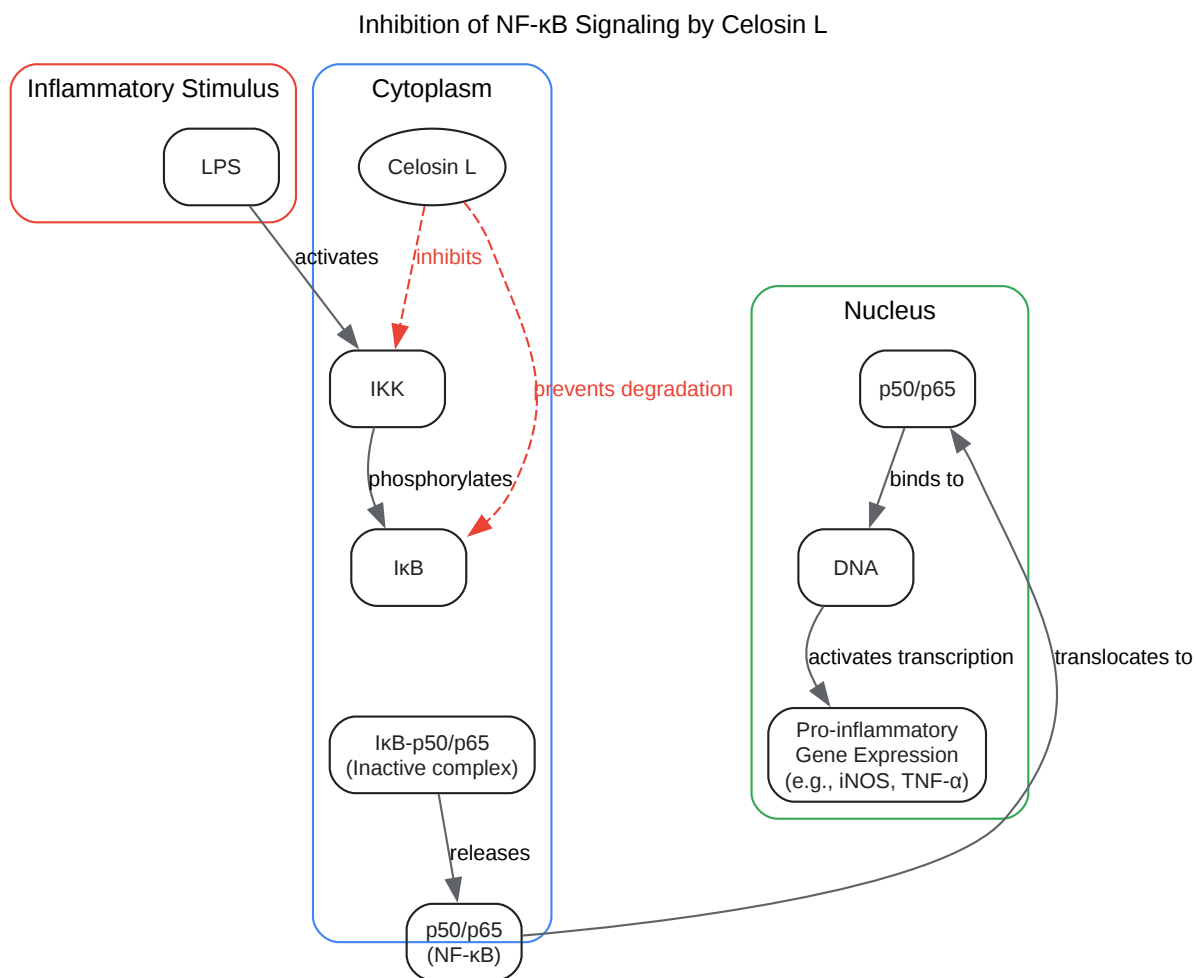 Inhibition of NF-κB Signaling by Celosin L
Inflammatory Stimulus
LPS
activates
Cytoplasm
Celosin L
inhibits
prevents degradation
IKK
phosphorylates
IκB
IκB-p50/p65
(Inactive complex)
releases
p50/p65
(NF-κB)
translocates to
Nucleus
p50/p65
binds to
DNA
activates transcription
Pro-inflammatory
Gene Expression
(e.g., iNOS, TNF-α)